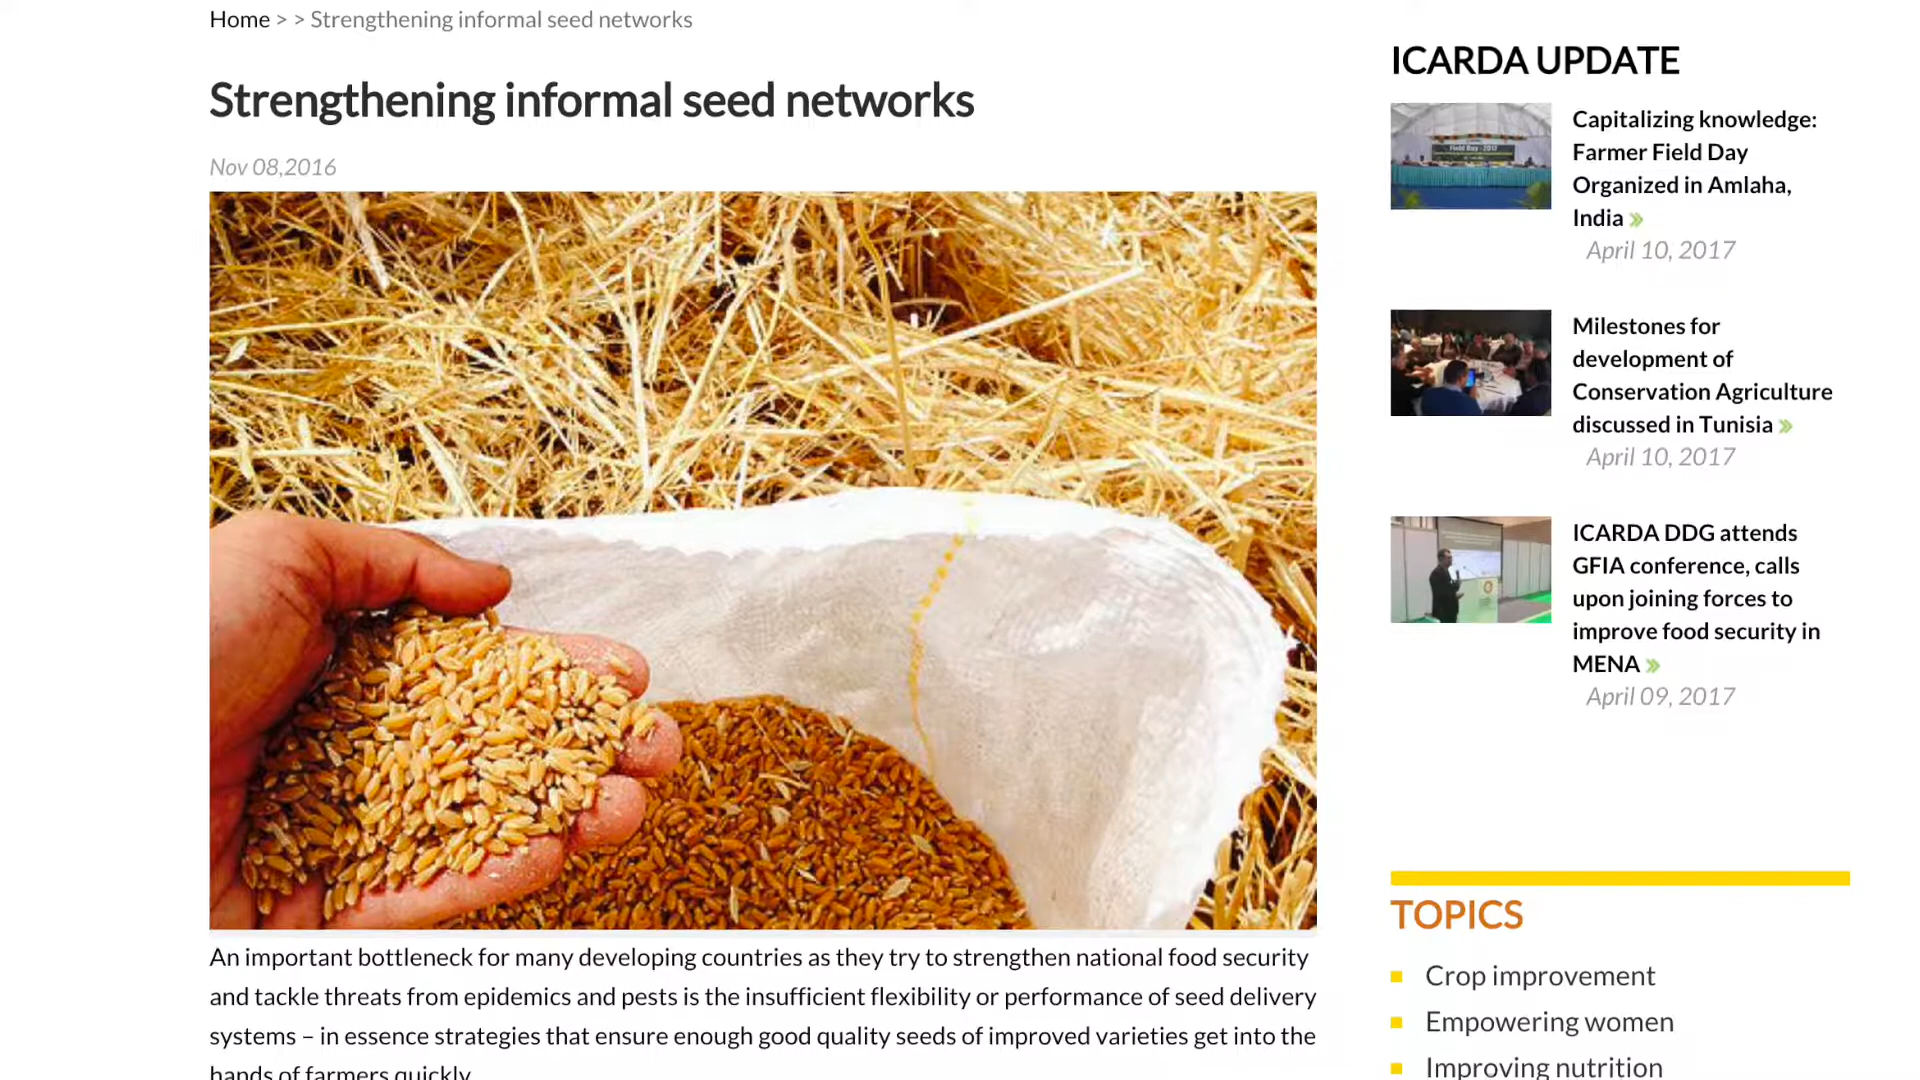 Home > > Strengthening informal seed networks
Strengthening informal seed networks
Nov 08,2016
An important bottleneck for many developing countries as they try to strengthen national food security
and tackle threats from epidemics and pests is the insufficient flexibility or performance of seed delivery
systems – in essence strategies that ensure enough good quality seeds of improved varieties get into the
hands of farmers quickly.
ICARDA UPDATE
Capitalizing knowledge:
Farmer Field Day
Organized in Amlaha,
India »
April 10, 2017
Field Day - 2017
Milestones for
development of
Conservation Agriculture
discussed in Tunisia »
April 10, 2017
ICARDA DDG attends
GFIA conference, calls
upon joining forces to
improve food security in
MENA »
April 09, 2017
TOPICS
Crop improvement
Empowering women
Improving nutrition